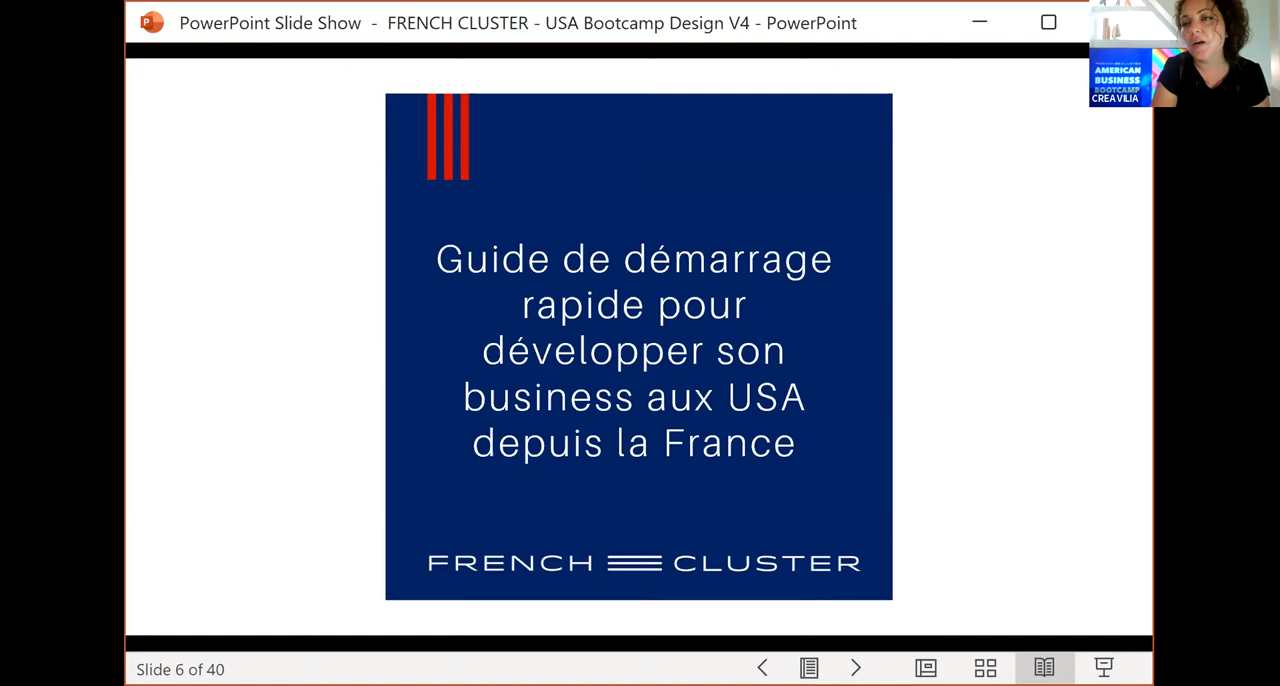 PowerPoint Slide Show - FRENCH CLUSTER - USA Bootcamp Design V4 - PowerPoint
AMERICAN
BUSINESS
BOOTCAMP
CREAVILIA
Guide de démarrage
rapide pour
développer son
business aux USA
depuis la France
FRENCH CLUSTER
Slide 6 of 40